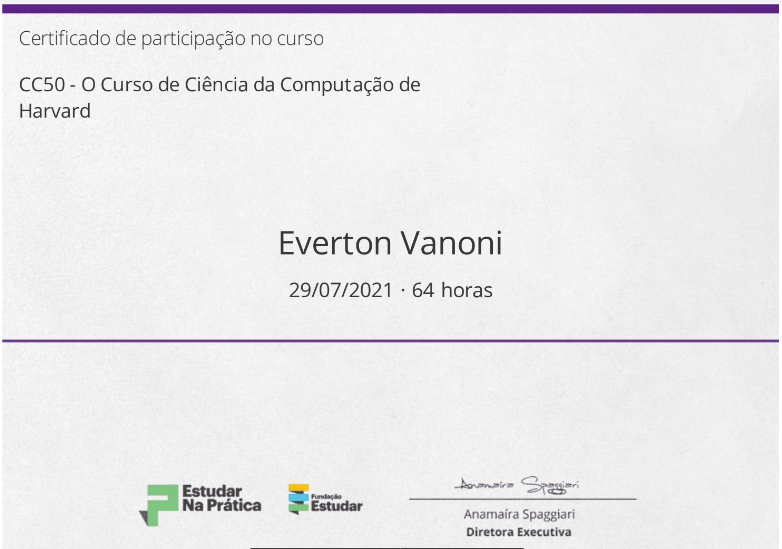 Certificado de participação no curso
CC50 - O Curso de Ciência da Computação de
Harvard
Everton Vanoni
29/07/2021 · 64 horas
Estudar
Na Prática
Fundação
Estudar
Anamaíra Spaggiari
Anamaíra Spaggiari
Diretora Executiva